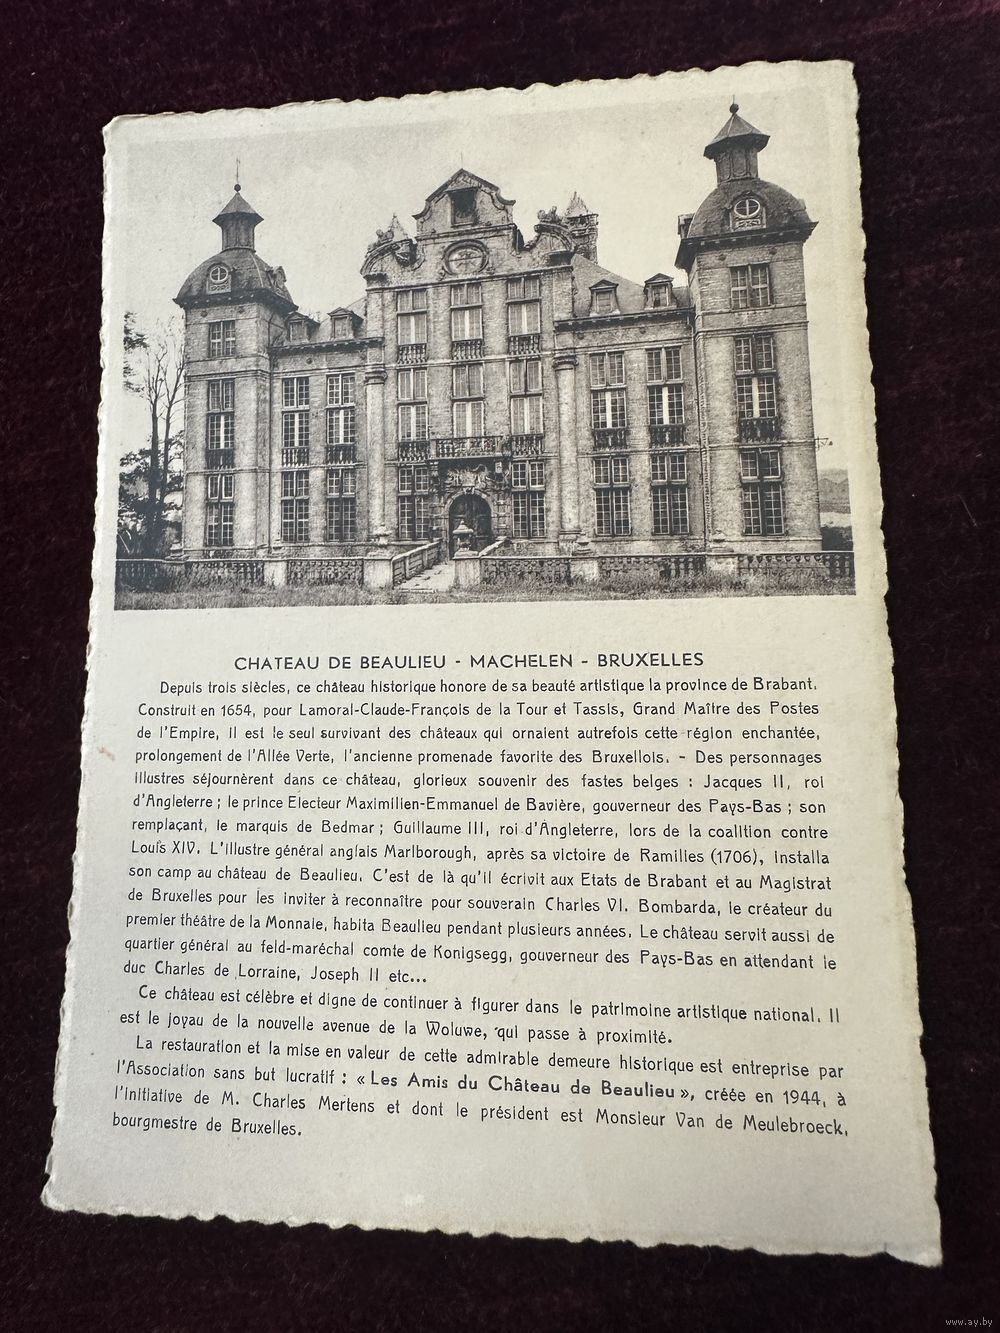 CHATEAU DE BEAULIEU - MACHELEN - BRUXELLES
Depuis trois siècles, ce château historique honore de sa beauté artistique la province de Brabant.
Construit en 1654, pour Lamoral-Claude-François de la Tour et Tassis, Grand Maître des Postes
de l'Empire, il est le seul survivant des châteaux qui ornaient autrefois cette région enchantée,
prolongement de l'Allée Verte, l'ancienne promenade favorite des Bruxellois. - Des personnages
illustres séjournèrent dans ce château, glorieux souvenir des fastes belges : Jacques II, roi
d'Angleterre ; le prince Electeur Maximilien-Emmanuel de Bavière, gouverneur des Pays-Bas ; son
remplaçant, le marquis de Bedmar ; Guillaume III, roi d'Angleterre, lors de la coalition contre
Louis XIV. L'illustre général anglais Marlborough, après sa victoire de Ramillies (1706), installa
son camp au château de Beaulieu. C'est de là qu'il écrivit aux Etats de Brabant et au Magistrat
de Bruxelles pour les inviter à reconnaître pour souverain Charles VI. Bombarda, le créateur du
premier théâtre de la Monnaie, habita Beaulieu pendant plusieurs années. Le château servit aussi de
quartier général au feld-maréchal comte de Konigsegg, gouverneur des Pays-Bas en attendant le
duc Charles de Lorraine, Joseph II etc...
Ce château est célèbre et digne de continuer à figurer dans le patrimoine artistique national. Il
est le joyau de la nouvelle avenue de la Woluwe, qui passe à proximité.
La restauration et la mise en valeur de cette admirable demeure historique est entreprise par
l'Association sans but lucratif : « Les Amis du Château de Beaulieu », créée en 1944, à
l'initiative de M. Charles Mertens et dont le président est Monsieur Van de Meulebroeck,
bourgmestre de Bruxelles.
www.ay.by